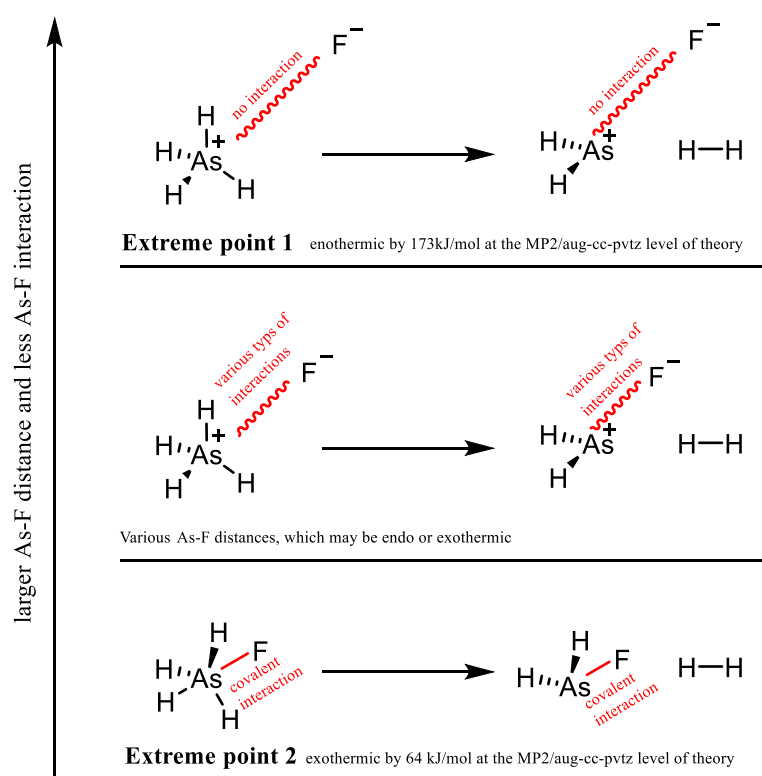 larger As-F distance and less As-F interaction
F−
no interaction
H
H
As+
H
H
F−
no interaction
H
As+
H
H—H
Extreme point 1 enothermic by 173kJ/mol at the MP2/aug-cc-pvtz level of theory
various typs of
interactions
F−
H
H
As+
H
H
various typs of
interactions
F−
H
As+
H
H—H
Various As-F distances, which may be endo or exothermic
H
F
H
As
H
H
covalent
interaction
H
F
H
As
covalent
interaction
H—H
Extreme point 2 exothermic by 64 kJ/mol at the MP2/aug-cc-pvtz level of theory